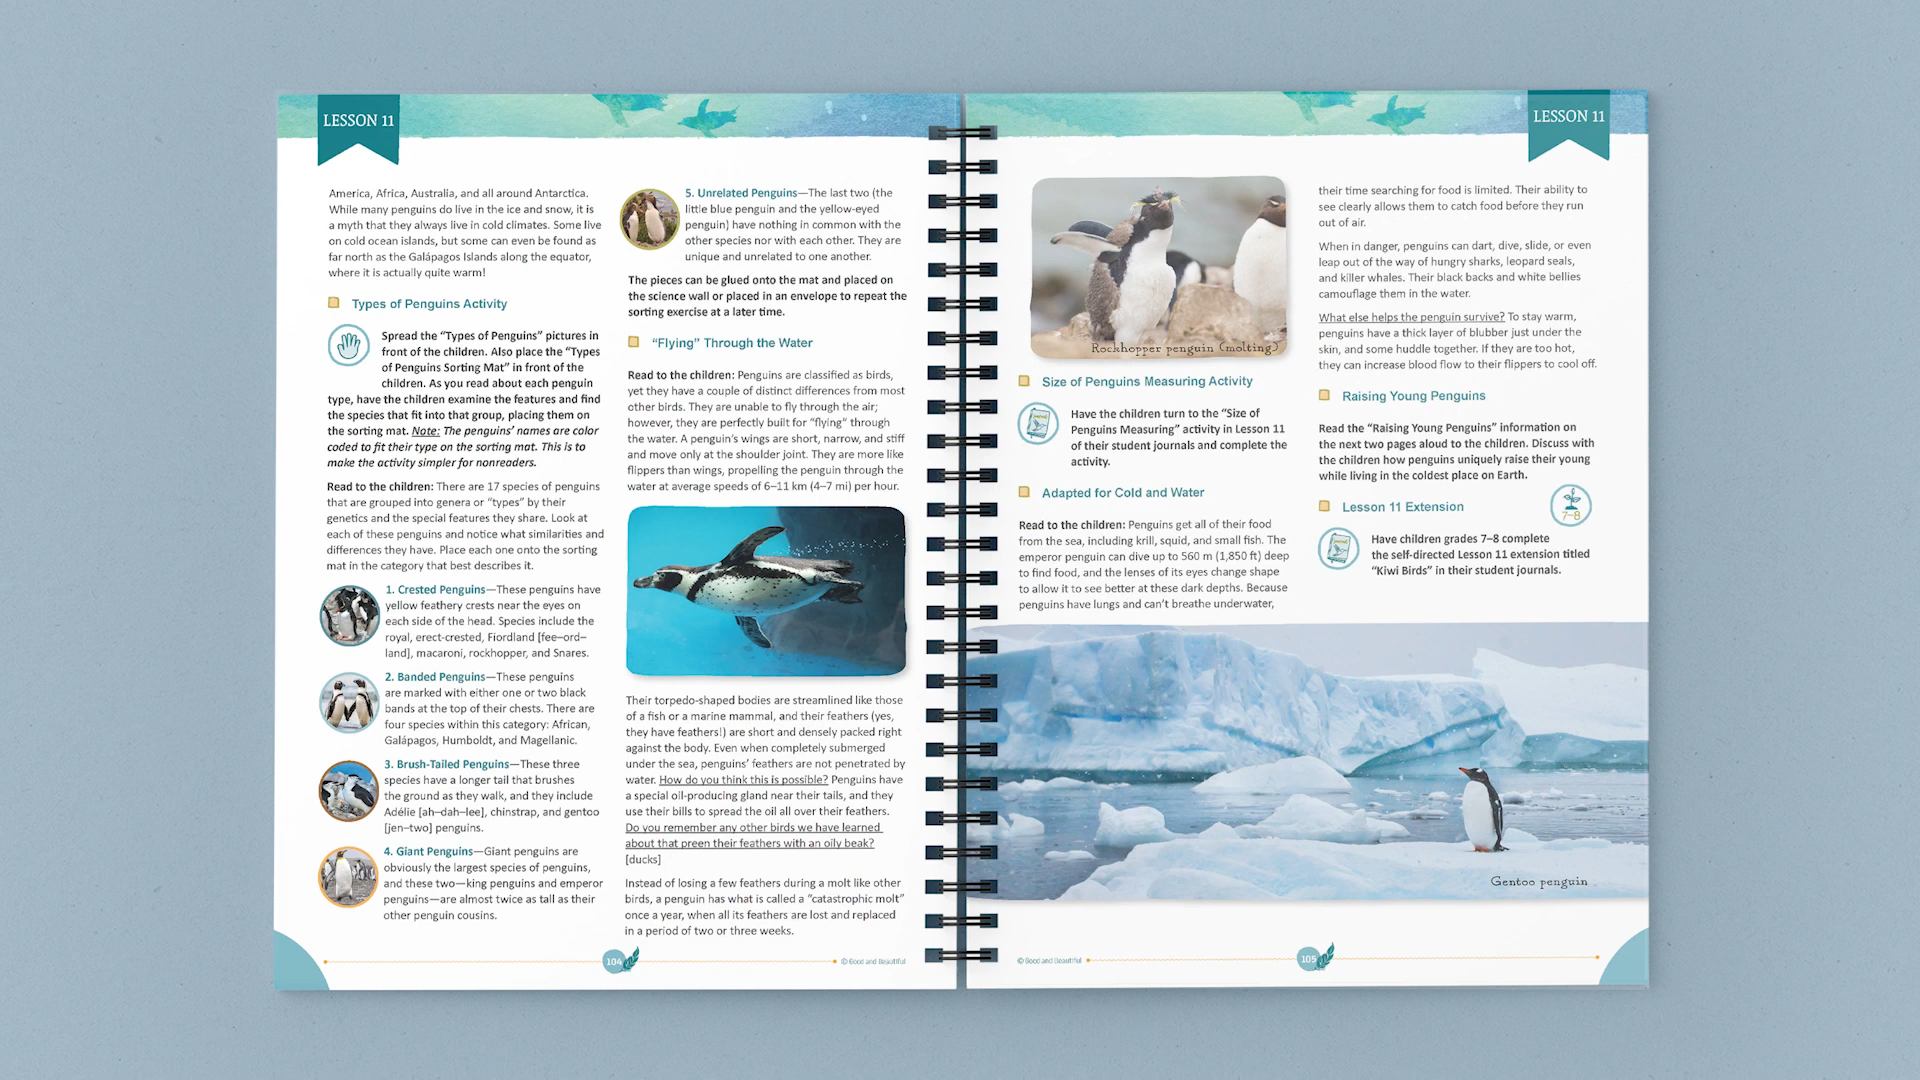 LESSON 11
America, Africa, Australia, and all around Antarctica.
While many penguins do live in the ice and snow, it is
a myth that they always live in cold climates. Some live
on cold ocean islands, but some can even be found as
far north as the Galápagos Islands along the equator,
where it is actually quite warm!
Types of Penguins Activity
Spread the “Types of Penguins” pictures in
front of the children. Also place the “Types
of Penguins Sorting Mat” in front of the
children. As you read about each penguin
type, have the children examine the features and find
the species that fit into that group, placing them on
the sorting mat. Note: The penguins’ names are color
coded to fit their type on the sorting mat. This is to
make the activity simpler for nonreaders.
Read to the children: There are 17 species of penguins
that are grouped into genera or “types” by their
genetics and the special features they share. Look at
each of these penguins and notice what similarities and
differences they have. Place each one onto the sorting
mat in the category that best describes it.
1. Crested Penguins—These penguins have
yellow feathery crests near the eyes on
each side of the head. Species include the
royal, erect-crested, Fiordland [fee–ord–
land], macaroni, rockhopper, and Snares.
2. Banded Penguins—These penguins
are marked with either one or two black
bands at the top of their chests. There are
four species within this category: African,
Galápagos, Humboldt, and Magellanic.
3. Brush-Tailed Penguins—These three
species have a longer tail that brushes
the ground as they walk, and they include
Adélie [ah–dah–lee], chinstrap, and gentoo
[jen–two] penguins.
4. Giant Penguins—Giant penguins are
obviously the largest species of penguins,
and these two—king penguins and emperor
penguins—are almost twice as tall as their
other penguin cousins.
5. Unrelated Penguins—The last two (the
little blue penguin and the yellow-eyed
penguin) have nothing in common with the
other species nor with each other. They are
unique and unrelated to one another.
The pieces can be glued onto the mat and placed on
the science wall or placed in an envelope to repeat the
sorting exercise at a later time.
“Flying” Through the Water
Read to the children: Penguins are classified as birds,
yet they have a couple of distinct differences from most
other birds. They are unable to fly through the air;
however, they are perfectly built for “flying” through
the water. A penguin’s wings are short, narrow, and stiff
and move only at the shoulder joint. They are more like
flippers than wings, propelling the penguin through the
water at average speeds of 6–11 km (4–7 mi) per hour.
Their torpedo-shaped bodies are streamlined like those
of a fish or a marine mammal, and their feathers (yes,
they have feathers!) are short and densely packed right
against the body. Even when completely submerged
under the sea, penguins’ feathers are not penetrated by
water. How do you think this is possible? Penguins have
a special oil-producing gland near their tails, and they
use their bills to spread the oil all over their feathers.
Do you remember any other birds we have learned
about that preen their feathers with an oily beak?
[ducks]
Instead of losing a few feathers during a molt like other
birds, a penguin has what is called a “catastrophic molt”
once a year, when all its feathers are lost and replaced
in a period of two or three weeks.
104
© Good and Beautiful
LESSON 11
Rockhopper penguin (molting)
Size of Penguins Measuring Activity
Have the children turn to the “Size of
Penguins Measuring” activity in Lesson 11
of their student journals and complete the
activity.
Adapted for Cold and Water
Read to the children: Penguins get all of their food
from the sea, including krill, squid, and small fish. The
emperor penguin can dive up to 560 m (1,850 ft) deep
to find food, and the lenses of its eyes change shape
to allow it to see better at these dark depths. Because
penguins have lungs and can’t breathe underwater,
their time searching for food is limited. Their ability to
see clearly allows them to catch food before they run
out of air.
When in danger, penguins can dart, dive, slide, or even
leap out of the way of hungry sharks, leopard seals,
and killer whales. Their black backs and white bellies
camouflage them in the water.
What else helps the penguin survive? To stay warm,
penguins have a thick layer of blubber just under the
skin, and some huddle together. If they are too hot,
they can increase blood flow to their flippers to cool off.
Raising Young Penguins
Read the “Raising Young Penguins” information on
the next two pages aloud to the children. Discuss with
the children how penguins uniquely raise their young
while living in the coldest place on Earth.
Lesson 11 Extension
7–8
Have children grades 7–8 complete
the self-directed Lesson 11 extension titled
“Kiwi Birds” in their student journals.
Gentoo penguin
© Good and Beautiful
105